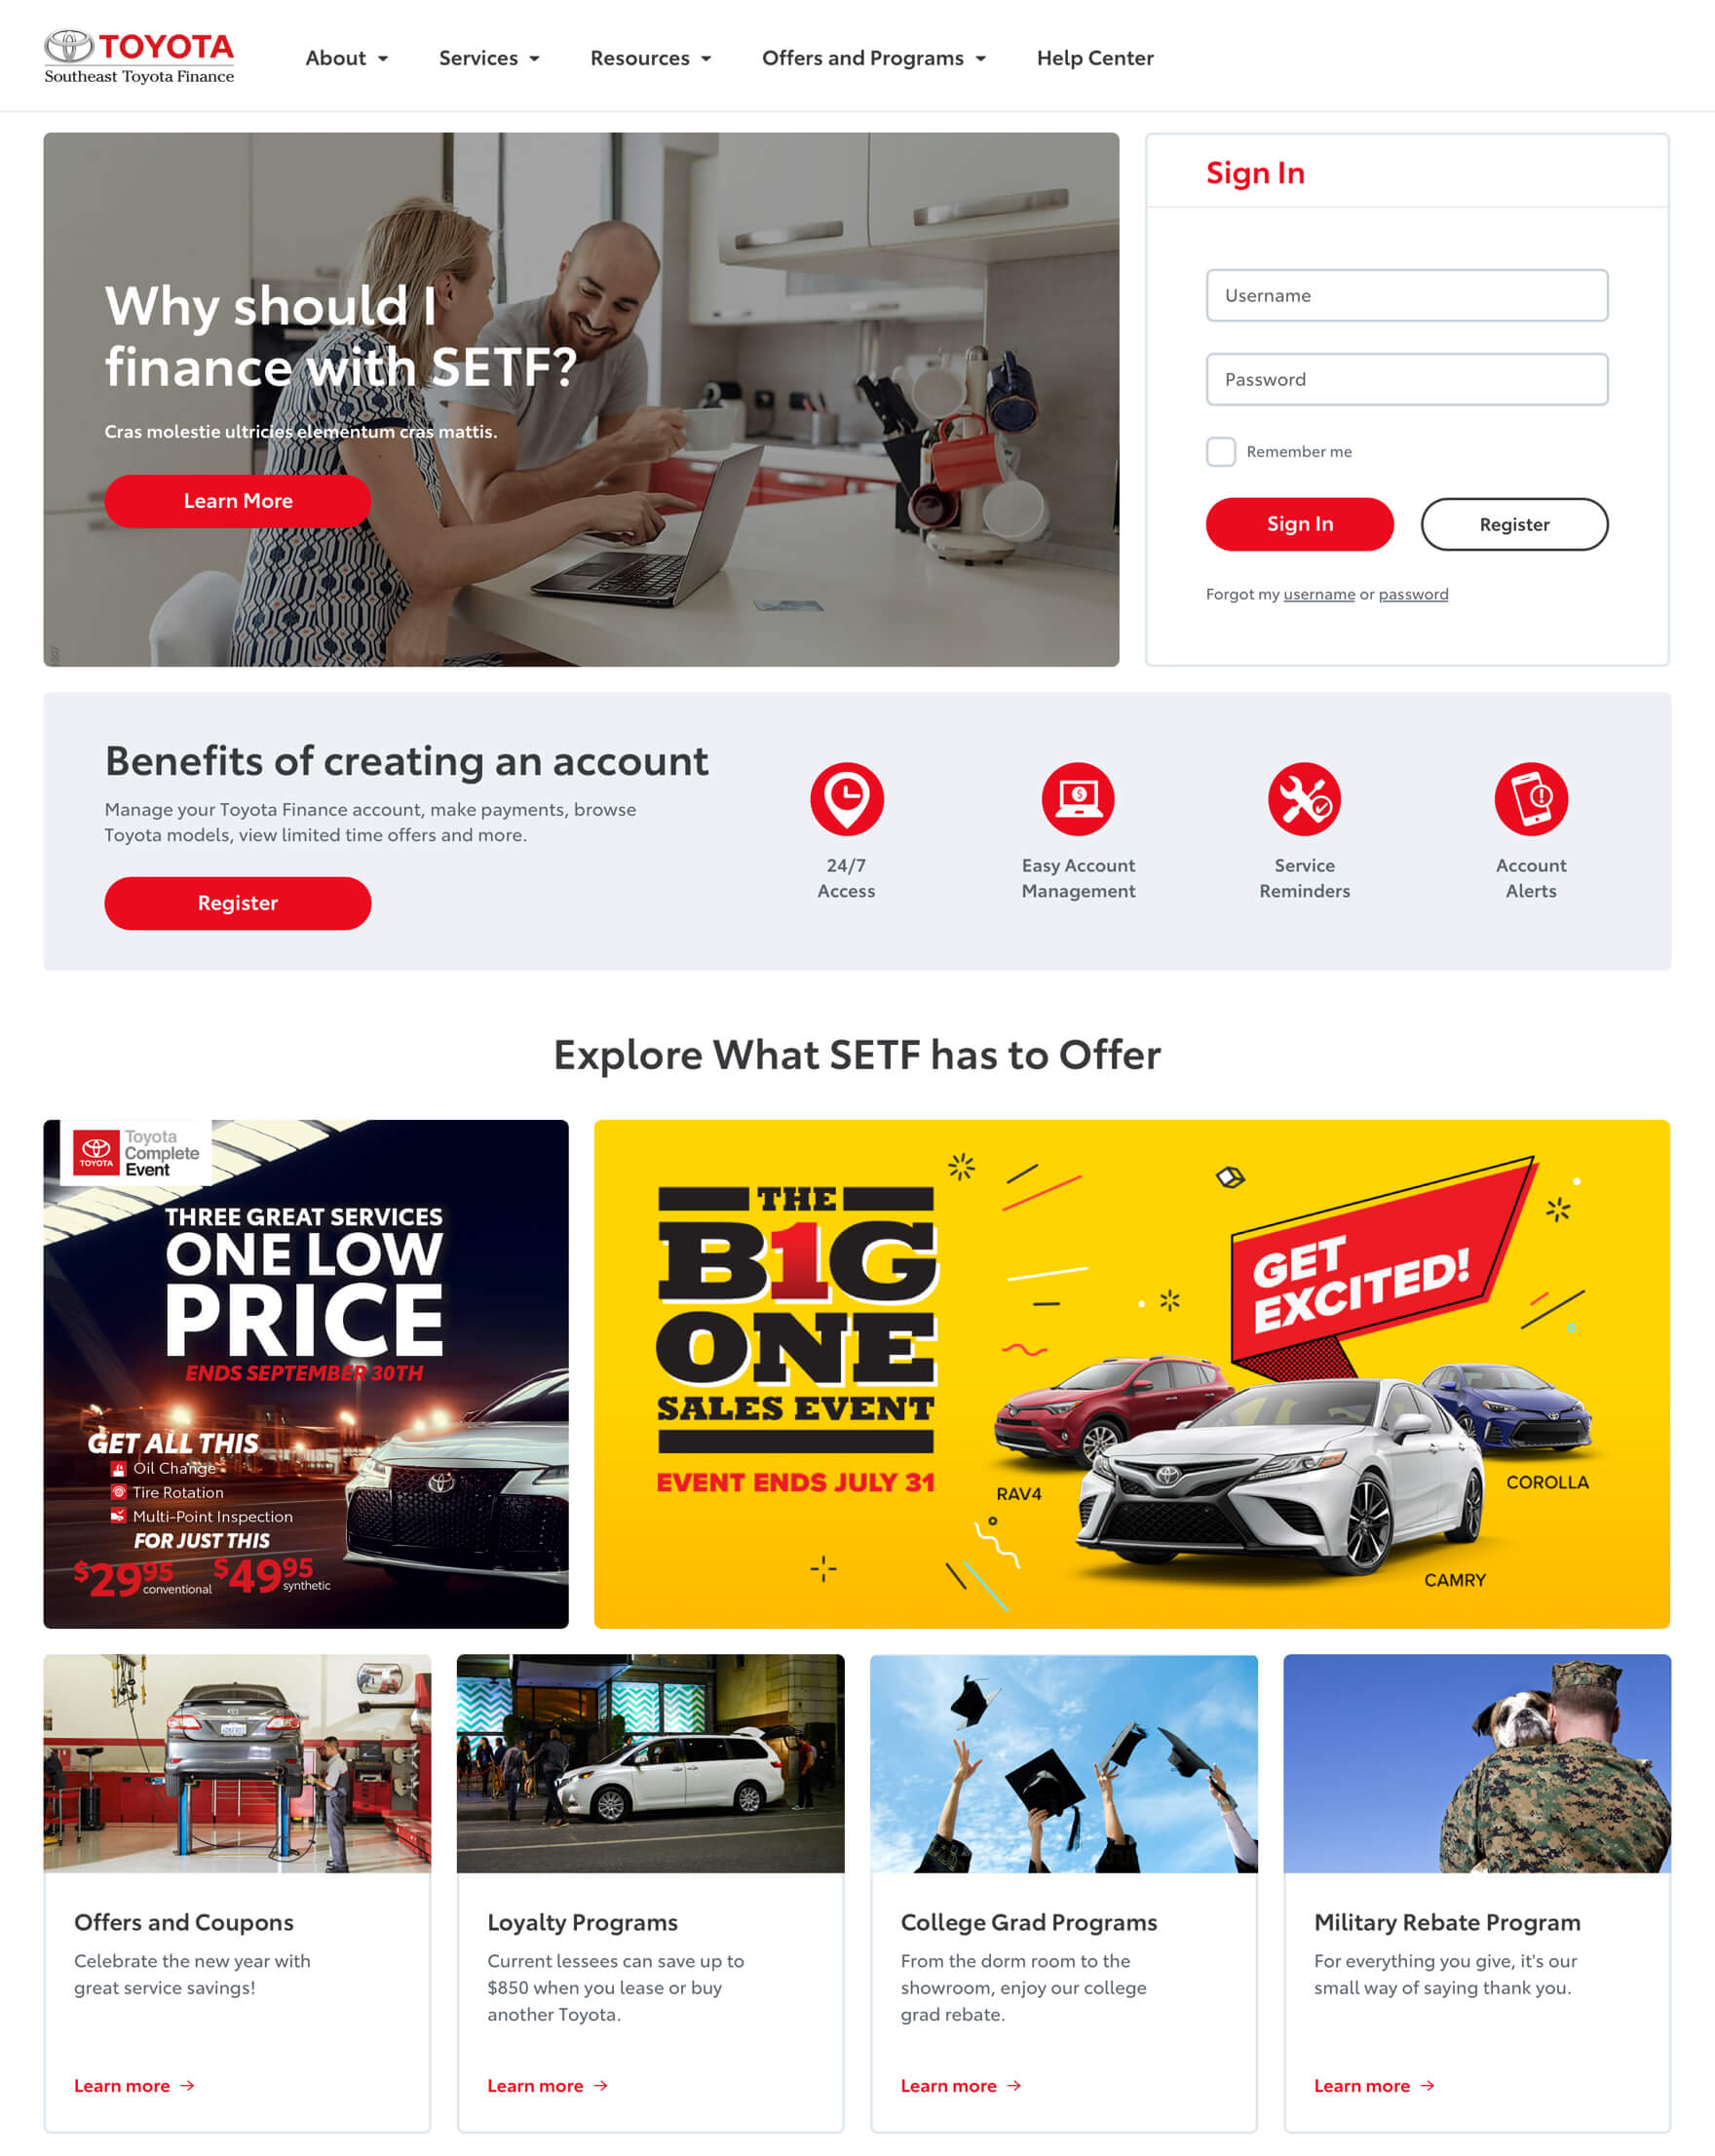 TOYOTA
Southeast Toyota Finance
About
Services
Resources
Offers and Programs
Help Center
Why should I
finance with SETF?
Cras molestie ultricies elementum cras mattis.
Learn More
Sign In
Username
Password
Remember me
Sign In
Register
Forgot my username or password
Benefits of creating an account
Manage your Toyota Finance account, make payments, browse
Toyota models, view limited time offers and more.
Register
24/7
Access
Easy Account
Management
Service
Reminders
Account
Alerts
Explore What SETF has to Offer
TOYOTA
Toyota
Complete
Event
THREE GREAT SERVICES
ONE LOW
PRICE
ENDS SEPTEMBER 30TH
GET ALL THIS
Oil Change
Tire Rotation
Multi-Point Inspection
FOR JUST THIS
$2995 conventional $4995 synthetic
THE
B1G
ONE
SALES EVENT
EVENT ENDS JULY 31
GET
EXCITED!
RAV4
COROLLA
CAMRY
Offers and Coupons
Celebrate the new year with
great service savings!
Learn more →
Loyalty Programs
Current lessees can save up to
$850 when you lease or buy
another Toyota.
Learn more →
College Grad Programs
From the dorm room to the
showroom, enjoy our college
grad rebate.
Learn more →
Military Rebate Program
For everything you give, it's our
small way of saying thank you.
Learn more →